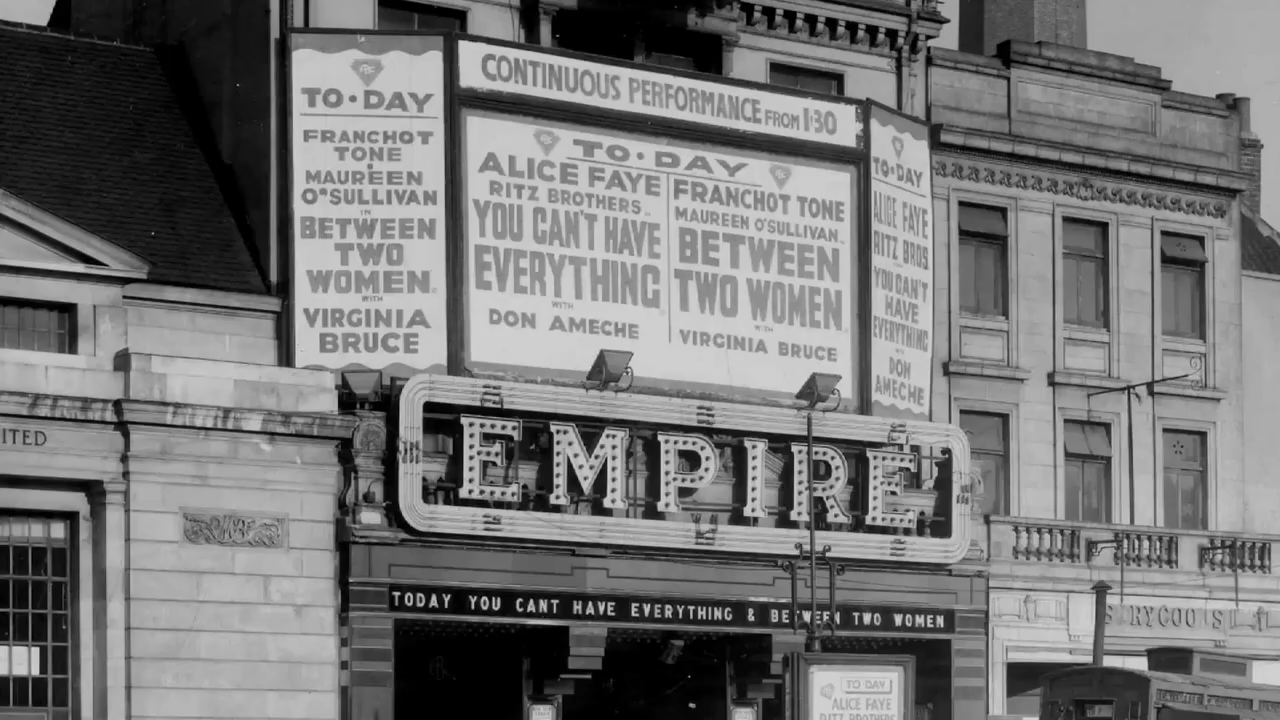 TO·DAY
FRANCHOT
TONE
&
MAUREEN
O'SULLIVAN
IN
BETWEEN
TWO
WOMEN.
WITH
VIRGINIA
BRUCE
CONTINUOUS PERFORMANCE FROM 1·30
TO·DAY
ALICE FAYE
RITZ BROTHERS IN
YOU CAN'T HAVE
EVERYTHING
WITH
DON AMECHE
FRANCHOT TONE
MAUREEN O'SULLIVAN IN
BETWEEN
TWO WOMEN
WITH
VIRGINIA BRUCE
TO·DAY
ALICE FAYE
RITZ BROS.
YOU CAN'T
HAVE
EVERYTHING
DON
AMECHE
EMPIRE
ITED
TODAY YOU CANT HAVE EVERYTHING & BETWEEN TWO WOMEN
TO·DAY
ALICE FAYE
RITZ BROTHERS